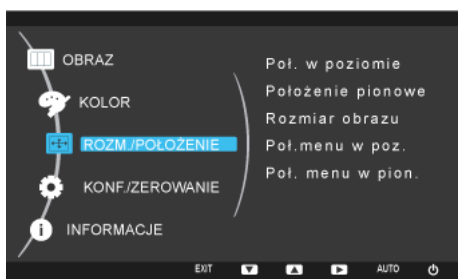 OBRAZ
KOLOR
ROZM./POŁOŻENIE
KONF./ZEROWANIE
INFORMACJE
Poł. w poziomie
Położenie pionowe
Rozmiar obrazu
Poł.menu w poz.
Poł. menu w pion.
EXIT AUTO